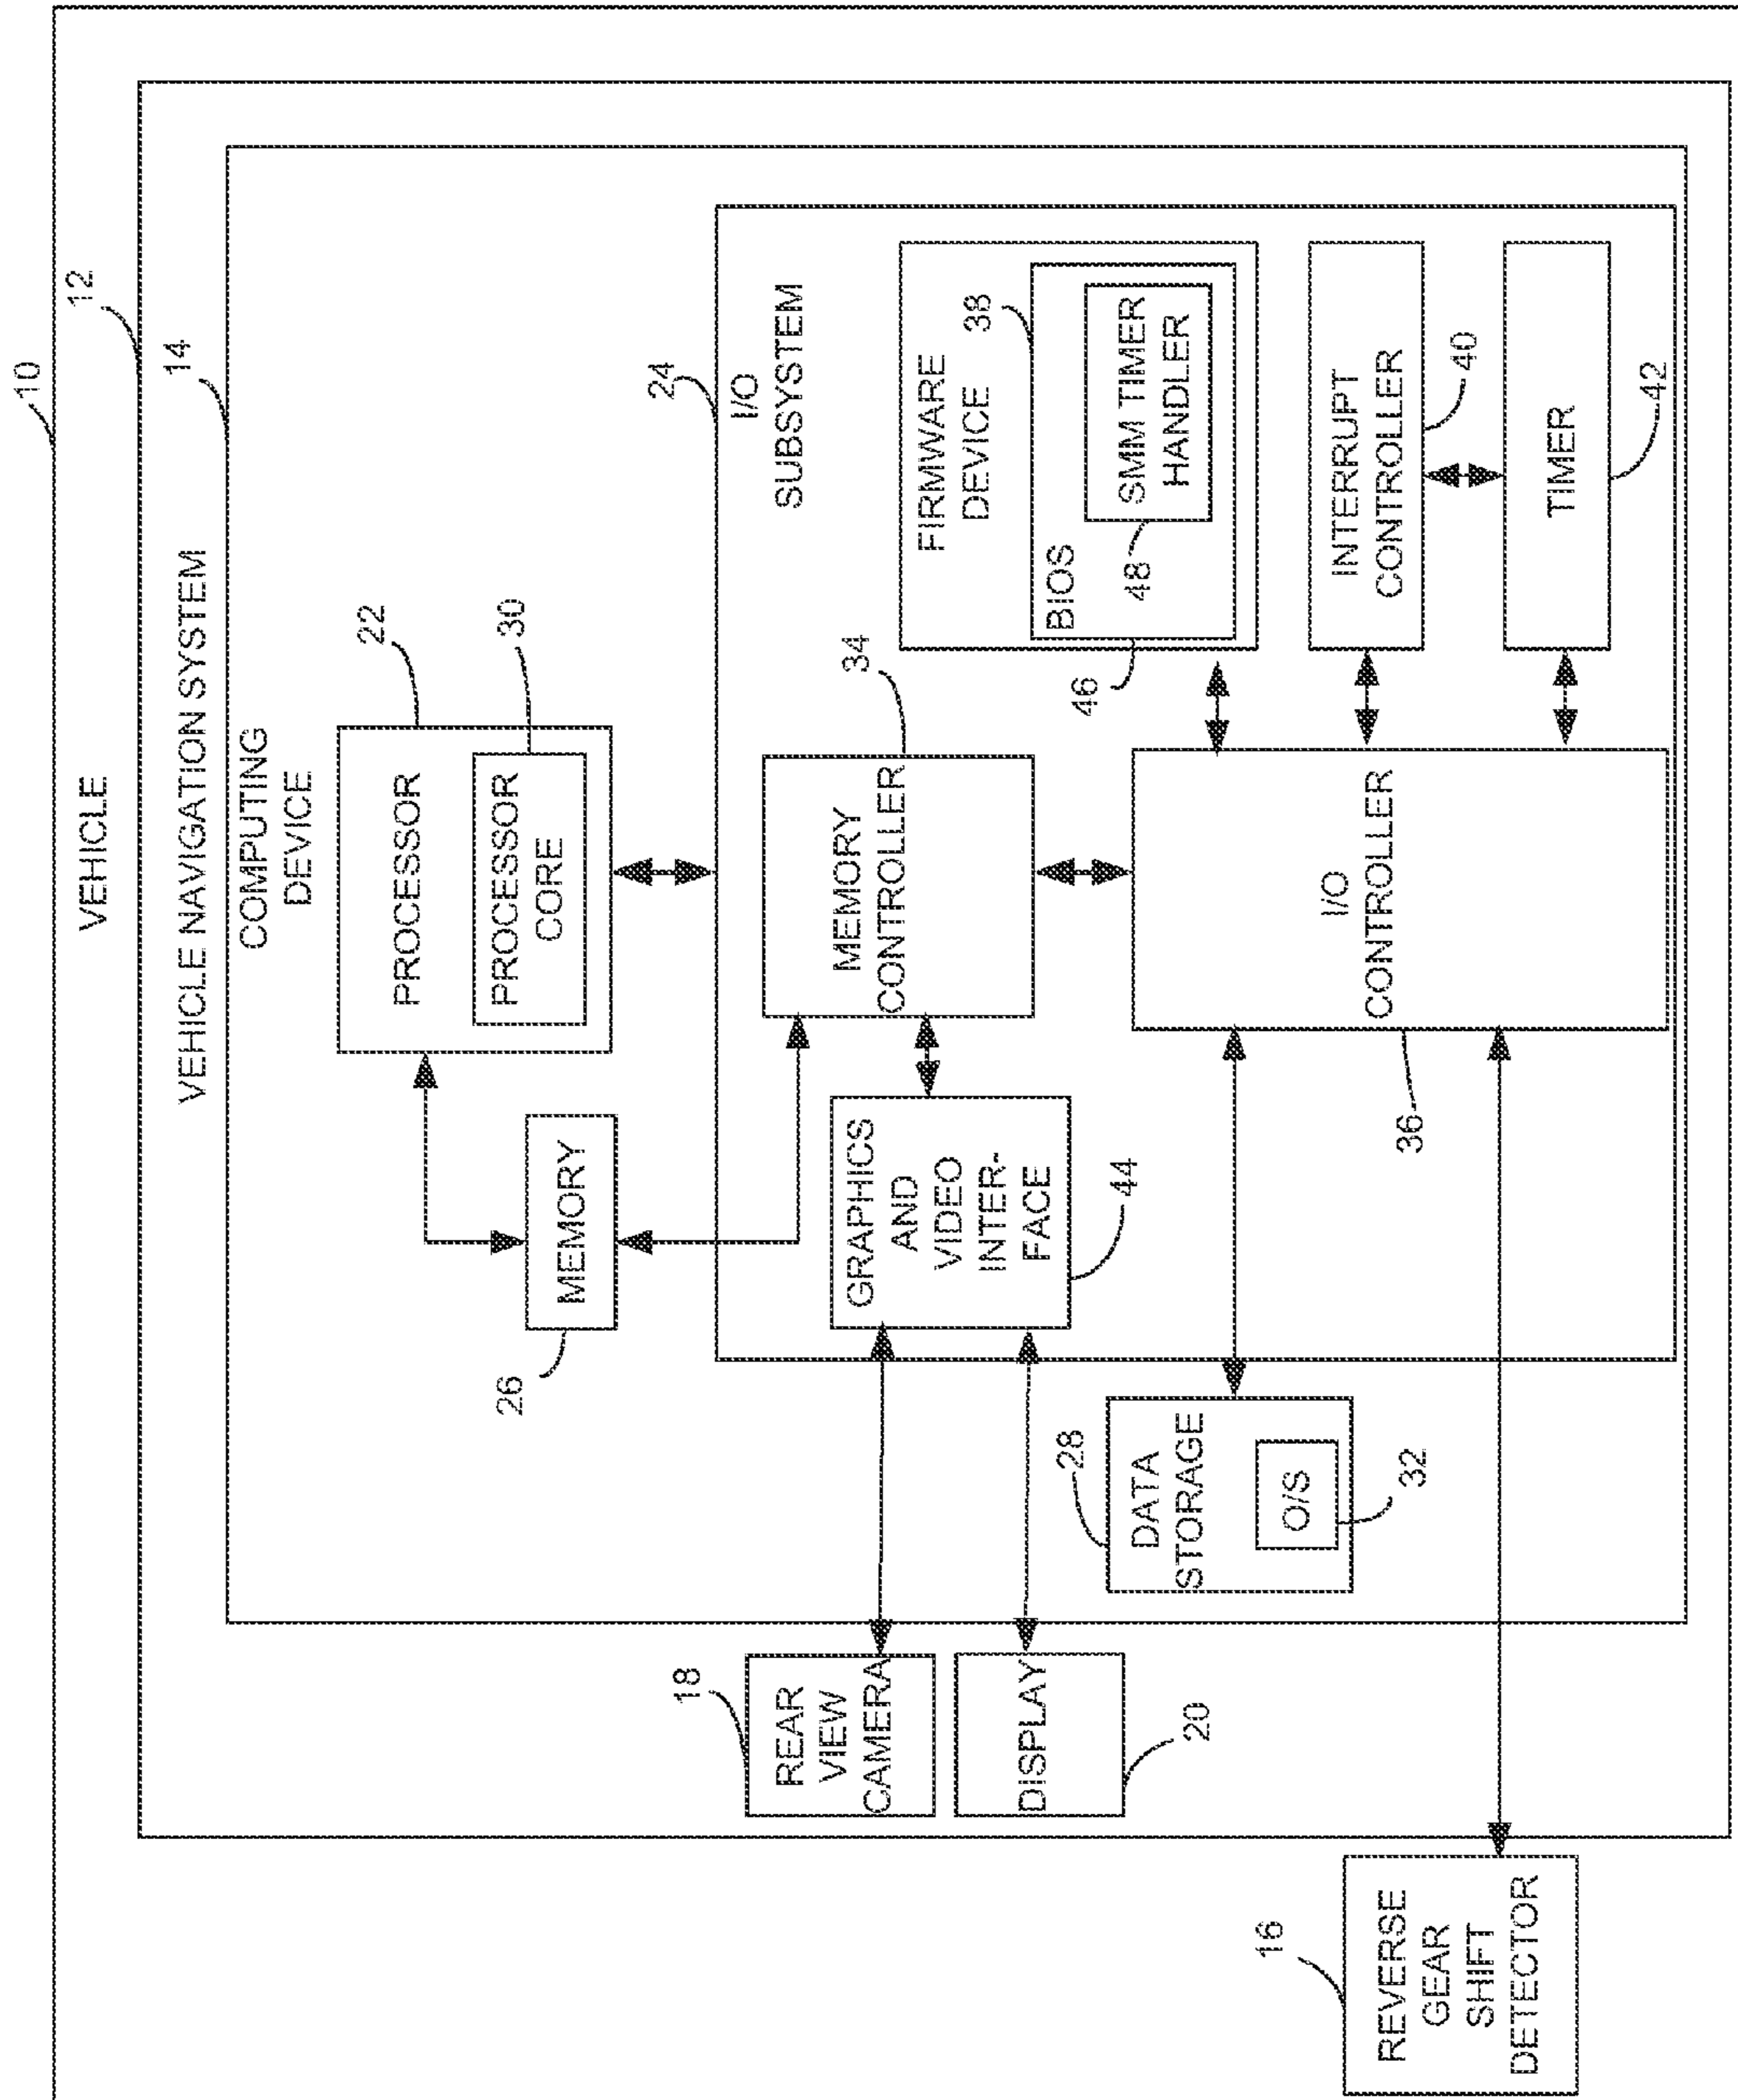 10
VEHICLE
12
VEHICLE NAVIGATION SYSTEM
14
COMPUTING
DEVICE
PROCESSOR
22
PROCESSOR
CORE
30
MEMORY
26
24
I/O
SUBSYSTEM
MEMORY
CONTROLLER
34
GRAPHICS
AND
VIDEO
INTER-
FACE
44
FIRMWARE
DEVICE
38
BIOS
46
SMM TIMER
HANDLER
48
INTERRUPT
CONTROLLER
40
TIMER
42
I/O
CONTROLLER
36
28
DATA
STORAGE
O/S
32
18
REAR
VIEW
CAMERA
DISPLAY
20
16
REVERSE
GEAR
SHIFT
DETECTOR